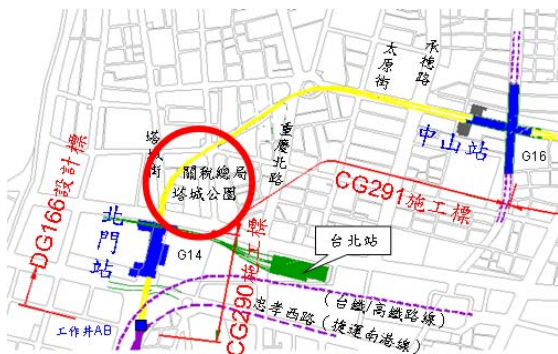 承德路
太原街
重慶北路
中山站
G16
塔城街
關稅總局
塔城公園
CG291施工標
DG166設計標
北門站
G14
CG290施工標
台北站
(台鐵/高鐵路線)
忠孝西路(捷運南港線)
工作井AB